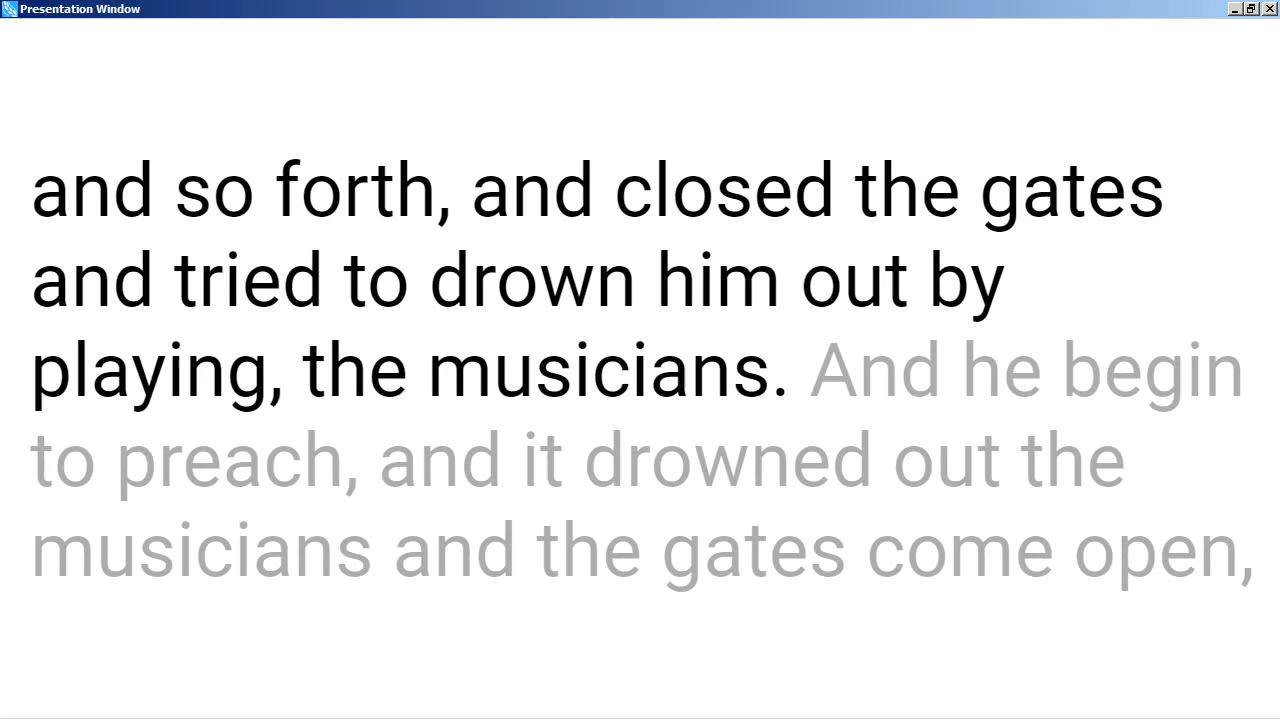 Presentation Window
and so forth, and closed the gates
and tried to drown him out by
playing, the musicians. And he begin
to preach, and it drowned out the
musicians and the gates come open,